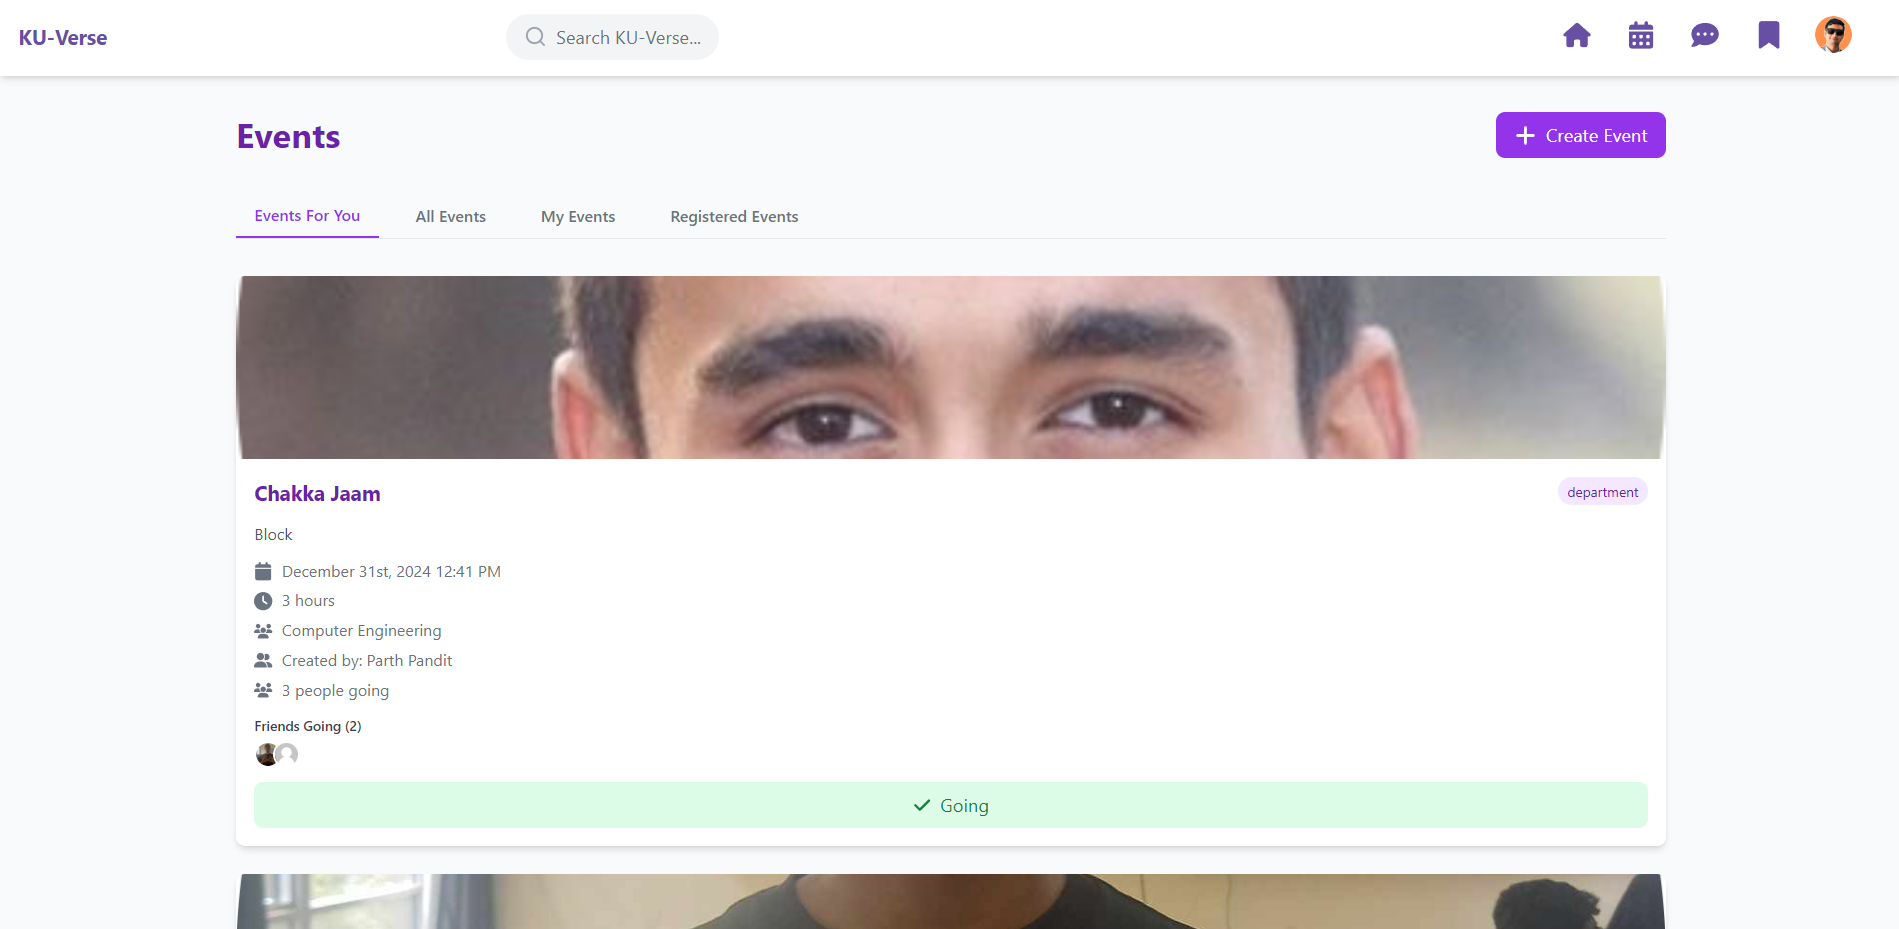 KU-Verse
Search KU-Verse...
Events
Create Event
Events For You
All Events
My Events
Registered Events
Chakka Jaam
department
Block
December 31st, 2024 12:41 PM
3 hours
Computer Engineering
Created by: Parth Pandit
3 people going
Friends Going (2)
Going